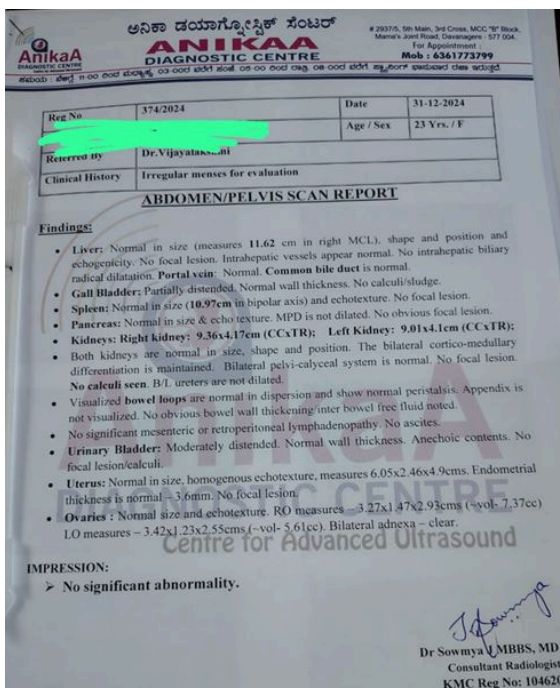 ಅನಿಕಾ ಡಯಾಗ್ನೋಸ್ಟಿಕ್ ಸೆಂಟರ್
ANIKAA
DIAGNOSTIC CENTRE
AnikaA
DIAGNOSTIC CENTRE
# 2937/5, 5th Main, 3rd Cross, MCC "B" Block,
Mama's Joint Road, Davanagere - 577 004.
For Appointment :
Mob : 6361773799
Reg No 374/2024 Date 31-12-2024
Age / Sex 23 Yrs. / F
Referred By Dr.Vijayalakshmi
Clinical History Irregular menses for evaluation
ABDOMEN/PELVIS SCAN REPORT
Findings:
• Liver: Normal in size (measures 11.62 cm in right MCL), shape and position and
echogenicity. No focal lesion. Intrahepatic vessels appear normal. No intrahepatic biliary
radical dilatation. Portal vein: Normal. Common bile duct is normal.
• Gall Bladder: Partially distended. Normal wall thickness. No calculi/sludge.
• Spleen: Normal in size (10.97cm in bipolar axis) and echotexture. No focal lesion.
• Pancreas: Normal in size & echo texture. MPD is not dilated. No obvious focal lesion.
• Kidneys: Right kidney: 9.36x4.17cm (CCxTR); Left Kidney: 9.01x4.1cm (CCxTR);
• Both kidneys are normal in size, shape and position. The bilateral cortico-medullary
differentiation is maintained. Bilateral pelvi-calyceal system is normal. No focal lesion.
No calculi seen. B/L ureters are not dilated.
• Visualized bowel loops are normal in dispersion and show normal peristalsis. Appendix is
not visualized. No obvious bowel wall thickening/inter bowel free fluid noted.
• No significant mesenteric or retroperitoneal lymphadenopathy. No ascites.
• Urinary Bladder: Moderately distended. Normal wall thickness. Anechoic contents. No
focal lesion/calculi.
• Uterus: Normal in size, homogenous echotexture, measures 6.05x2.46x4.9cms. Endometrial
thickness is normal – 3.6mm. No focal lesion.
• Ovaries : Normal size and echotexture. RO measures – 3.27x1.47x2.93cms (~vol- 7.37cc)
LO measures – 3.42x1.23x2.55cms (~vol- 5.61cc). Bilateral adnexa – clear.
AnikaA
DIAGNOSTIC CENTRE
Centre for Advanced Ultrasound
IMPRESSION:
➢ No significant abnormality.
Dr Sowmya MBBS, MD
Consultant Radiologist
KMC Reg No: 10462